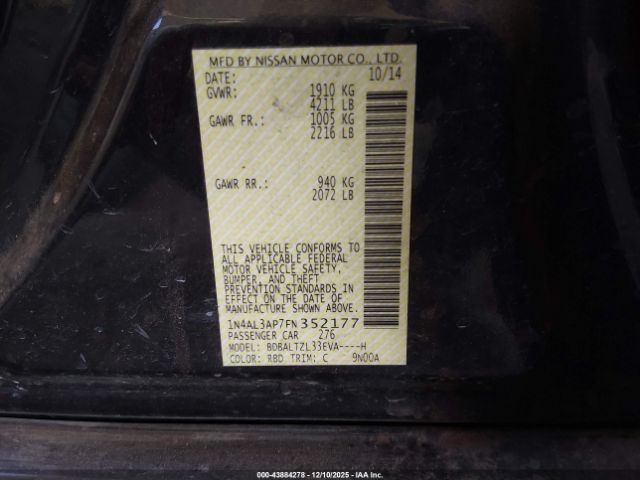 MFD BY NISSAN MOTOR CO., LTD.
DATE: 10/14
GVWR: 1910 KG
4211 LB
GAWR FR.: 1005 KG
2216 LB
GAWR RR.: 940 KG
2072 LB
THIS VEHICLE CONFORMS TO
ALL APPLICABLE FEDERAL
MOTOR VEHICLE SAFETY,
BUMPER, AND THEFT
PREVENTION STANDARDS IN
EFFECT ON THE DATE OF
MANUFACTURE SHOWN ABOVE.
1N4AL3AP7FN352177
PASSENGER CAR 276
MODEL: BDBALTZL33EVA----H
COLOR: RBD TRIM: C 9N00A
000-43884278 - 12/10/2025 - IAA Inc.